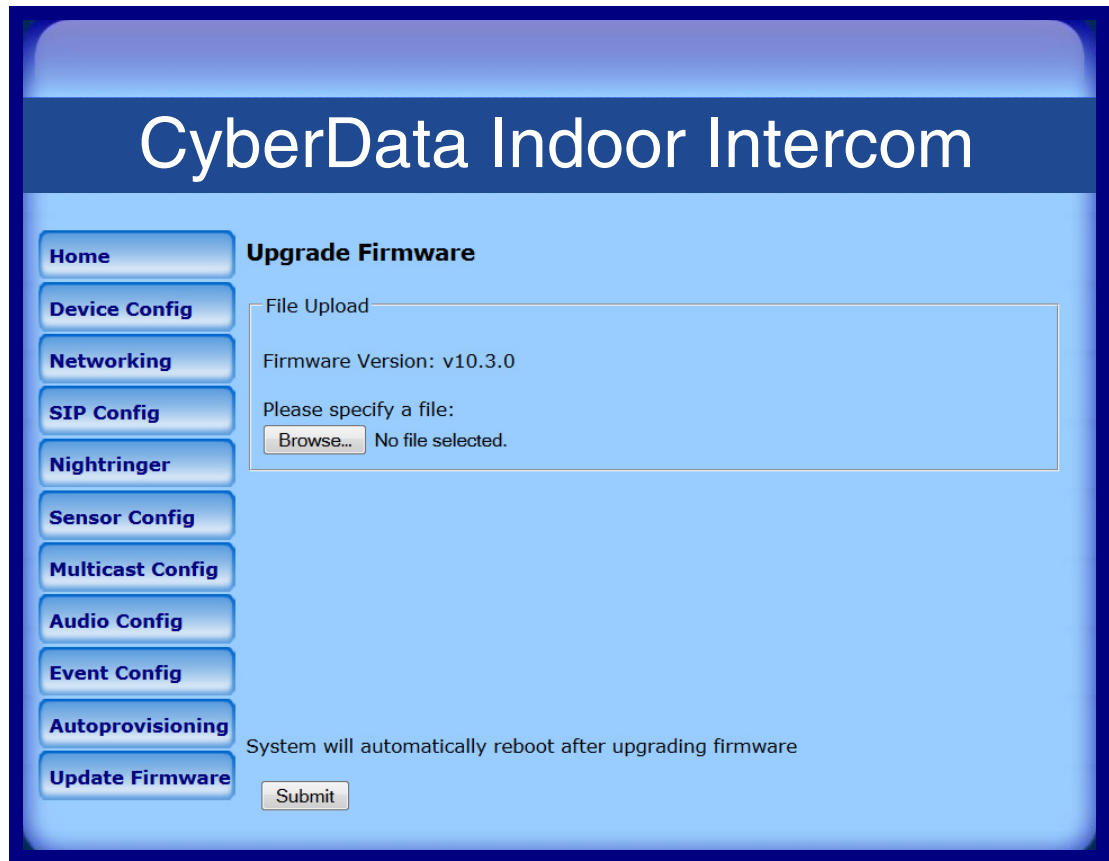 CyberData Indoor Intercom
Home
Device Config
Networking
SIP Config
Nightringer
Sensor Config
Multicast Config
Audio Config
Event Config
Autoprovisioning
Update Firmware
Upgrade Firmware
File Upload
Firmware Version: v10.3.0
Please specify a file:
Browse... No file selected.
System will automatically reboot after upgrading firmware
Submit